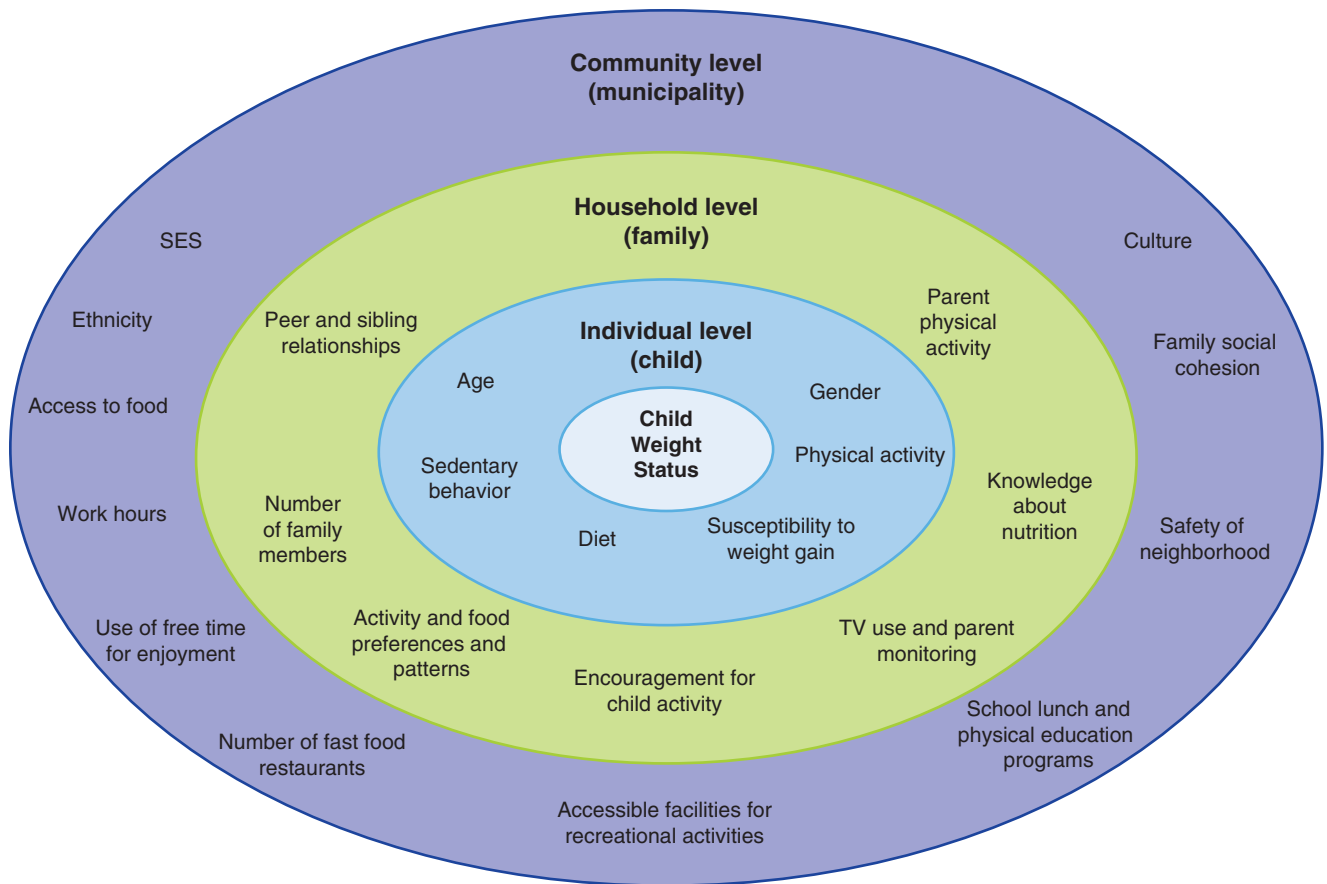 Community level
(municipality)
SES
Ethnicity
Access to food
Work hours
Use of free time
for enjoyment
Number of fast food
restaurants
Accessible facilities for
recreational activities
School lunch and
physical education
programs
Safety of
neighborhood
Family social
cohesion
Culture
Household level
(family)
Peer and sibling
relationships
Number
of family
members
Activity and food
preferences and
patterns
Encouragement for
child activity
TV use and parent
monitoring
Knowledge
about
nutrition
Parent
physical
activity
Individual level
(child)
Age
Sedentary
behavior
Diet
Susceptibility to
weight gain
Physical activity
Gender
Child
Weight
Status